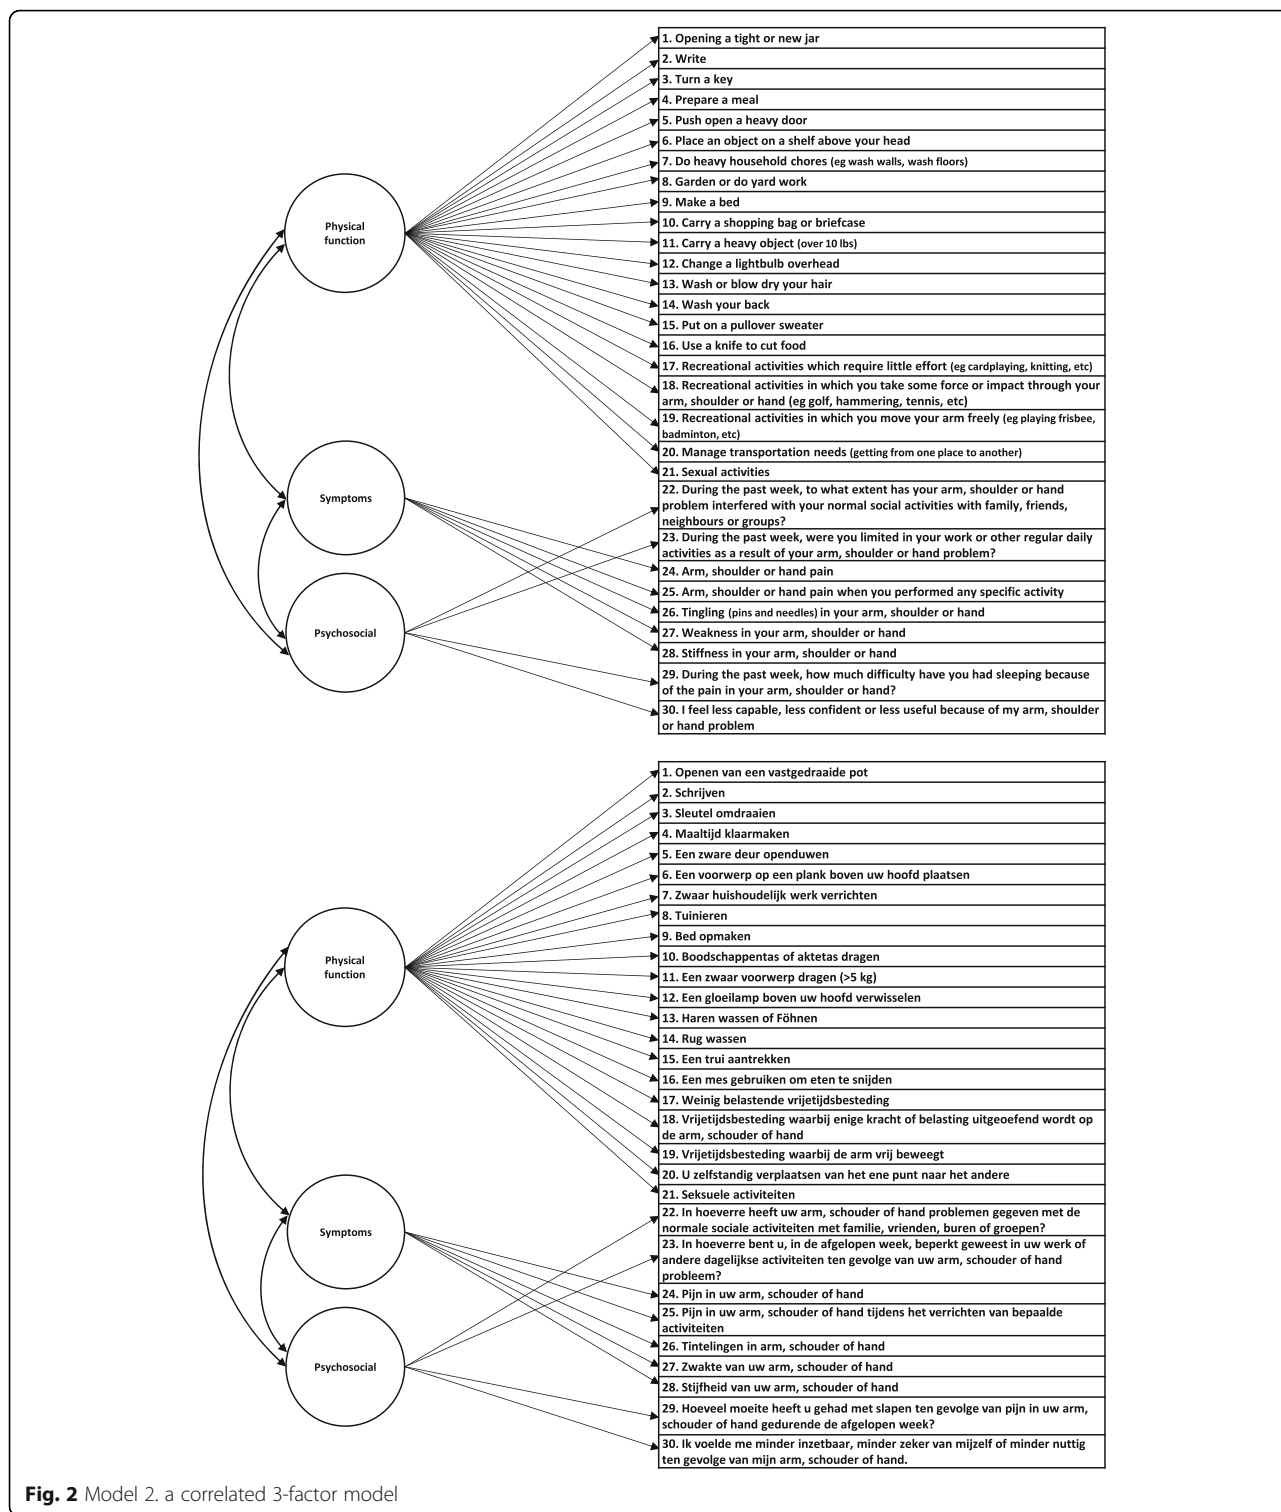 1. Opening a tight or new jar
2. Write
3. Turn a key
4. Prepare a meal
5. Push open a heavy door
6. Place an object on a shelf above your head
7. Do heavy household chores (eg wash walls, wash floors)
8. Garden or do yard work
9. Make a bed
10. Carry a shopping bag or briefcase
11. Carry a heavy object (over 10 lbs)
12. Change a lightbulb overhead
13. Wash or blow dry your hair
14. Wash your back
15. Put on a pullover sweater
16. Use a knife to cut food
17. Recreational activities which require little effort (eg cardplaying, knitting, etc)
18. Recreational activities in which you take some force or impact through your
arm, shoulder or hand (eg golf, hammering, tennis, etc)
19. Recreational activities in which you move your arm freely (eg playing frisbee,
badminton, etc)
20. Manage transportation needs (getting from one place to another)
21. Sexual activities
22. During the past week, to what extent has your arm, shoulder or hand
problem interfered with your normal social activities with family, friends,
neighbours or groups?
23. During the past week, were you limited in your work or other regular daily
activities as a result of your arm, shoulder or hand problem?
24. Arm, shoulder or hand pain
25. Arm, shoulder or hand pain when you performed any specific activity
26. Tingling (pins and needles) in your arm, shoulder or hand
27. Weakness in your arm, shoulder or hand
28. Stiffness in your arm, shoulder or hand
29. During the past week, how much difficulty have you had sleeping because
of the pain in your arm, shoulder or hand?
30. I feel less capable, less confident or less useful because of my arm, shoulder
or hand problem
Physical
function
Symptoms
Psychosocial
1. Openen van een vastgedraaide pot
2. Schrijven
3. Sleutel omdraaien
4. Maaltijd klaarmaken
5. Een zware deur openduwen
6. Een voorwerp op een plank boven uw hoofd plaatsen
7. Zwaar huishoudelijk werk verrichten
8. Tuinieren
9. Bed opmaken
10. Boodschappentas of aktetas dragen
11. Een zwaar voorwerp dragen (>5 kg)
12. Een gloeilamp boven uw hoofd verwisselen
13. Haren wassen of Föhnen
14. Rug wassen
15. Een trui aantrekken
16. Een mes gebruiken om eten te snijden
17. Weinig belastende vrijetijdsbesteding
18. Vrijetijdsbesteding waarbij enige kracht of belasting uitgeoefend wordt op
de arm, schouder of hand
19. Vrijetijdsbesteding waarbij de arm vrij beweegt
20. U zelfstandig verplaatsen van het ene punt naar het andere
21. Seksuele activiteiten
22. In hoeverre heeft uw arm, schouder of hand problemen gegeven met de
normale sociale activiteiten met familie, vrienden, buren of groepen?
23. In hoeverre bent u, in de afgelopen week, beperkt geweest in uw werk of
andere dagelijkse activiteiten ten gevolge van uw arm, schouder of hand
probleem?
24. Pijn in uw arm, schouder of hand
25. Pijn in uw arm, schouder of hand tijdens het verrichten van bepaalde
activiteiten
26. Tintelingen in arm, schouder of hand
27. Zwakte van uw arm, schouder of hand
28. Stijfheid van uw arm, schouder of hand
29. Hoeveel moeite heeft u gehad met slapen ten gevolge van pijn in uw arm,
schouder of hand gedurende de afgelopen week?
30. Ik voelde me minder inzetbaar, minder zeker van mijzelf of minder nuttig
ten gevolge van mijn arm, schouder of hand.
Physical
function
Symptoms
Psychosocial
Fig. 2 Model 2. a correlated 3-factor model